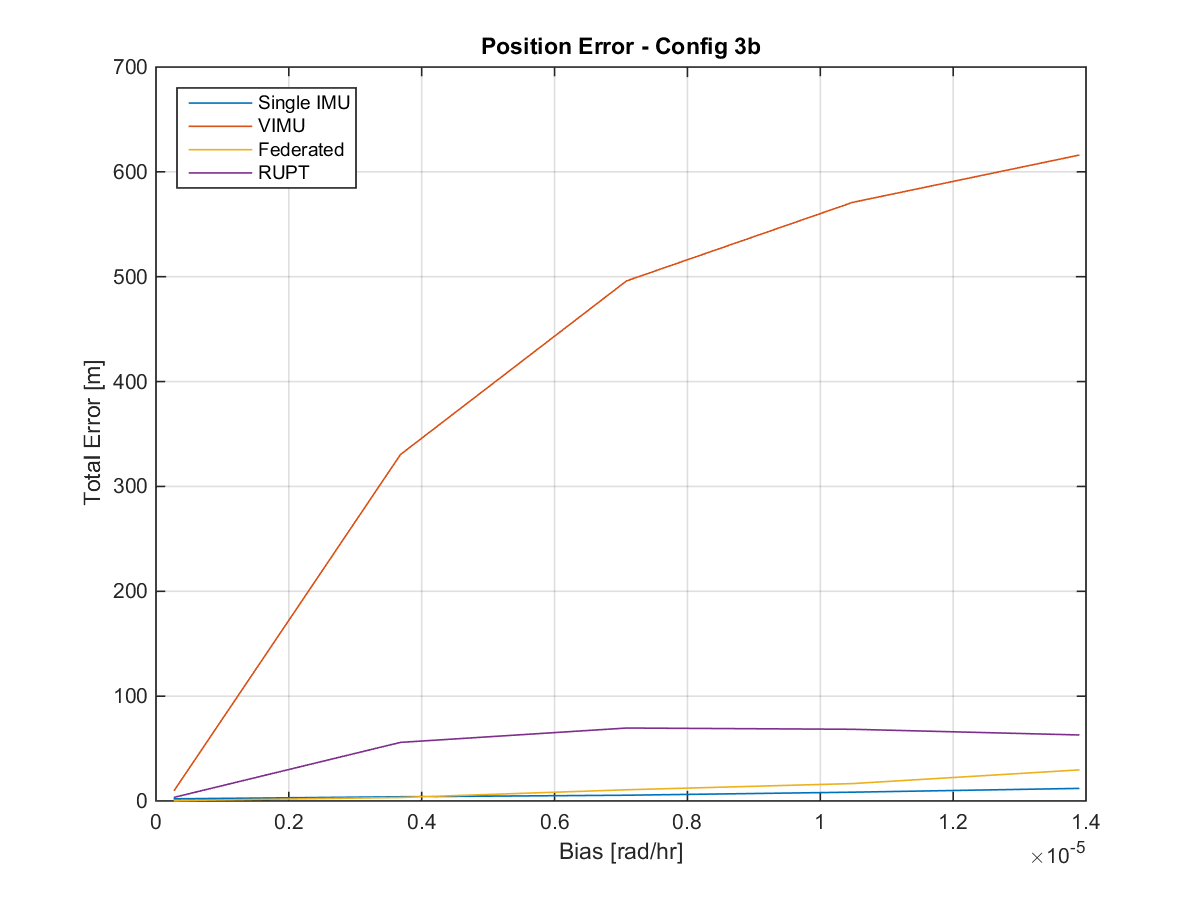 Position Error - Config 3b
700
600
500
400
300
200
100
0
Total Error [m]
Single IMU
VIMU
Federated
RUPT
0 0.2 0.4 0.6 0.8 1 1.2 1.4
Bias [rad/hr]
×10⁻⁵